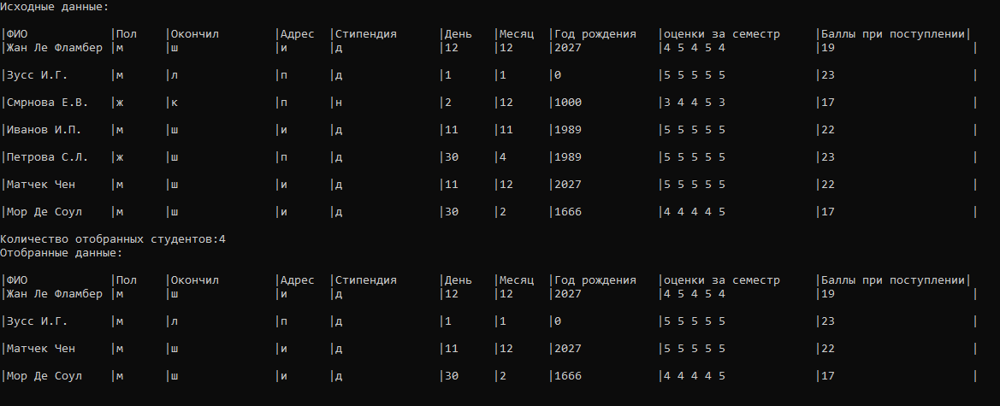 Исходные данные:
|ФИО |Пол |Окончил |Адрес |Стипендия |День |Месяц |Год рождения |оценки за семестр |Баллы при поступлении|
|Жан Ле Фламбер |м |ш |и |д |12 |12 |2027 |4 5 4 5 4 |19 |
|Зусс И.Г. |м |л |п |д |1 |1 |0 |5 5 5 5 5 |23 |
|Смрнова Е.В. |ж |к |п |н |2 |12 |1000 |3 4 4 5 3 |17 |
|Иванов И.П. |м |ш |и |д |11 |11 |1989 |5 5 5 5 5 |22 |
|Петрова С.Л. |ж |ш |п |д |30 |4 |1989 |5 5 5 5 5 |23 |
|Матчек Чен |м |ш |и |д |11 |12 |2027 |5 5 5 5 5 |22 |
|Мор Де Соул |м |ш |и |д |30 |2 |1666 |4 4 4 4 5 |17 |
Количество отобранных студентов:4
Отобранные данные:
|ФИО |Пол |Окончил |Адрес |Стипендия |День |Месяц |Год рождения |оценки за семестр |Баллы при поступлении|
|Жан Ле Фламбер |м |ш |и |д |12 |12 |2027 |4 5 4 5 4 |19 |
|Зусс И.Г. |м |л |п |д |1 |1 |0 |5 5 5 5 5 |23 |
|Матчек Чен |м |ш |и |д |11 |12 |2027 |5 5 5 5 5 |22 |
|Мор Де Соул |м |ш |и |д |30 |2 |1666 |4 4 4 4 5 |17 |